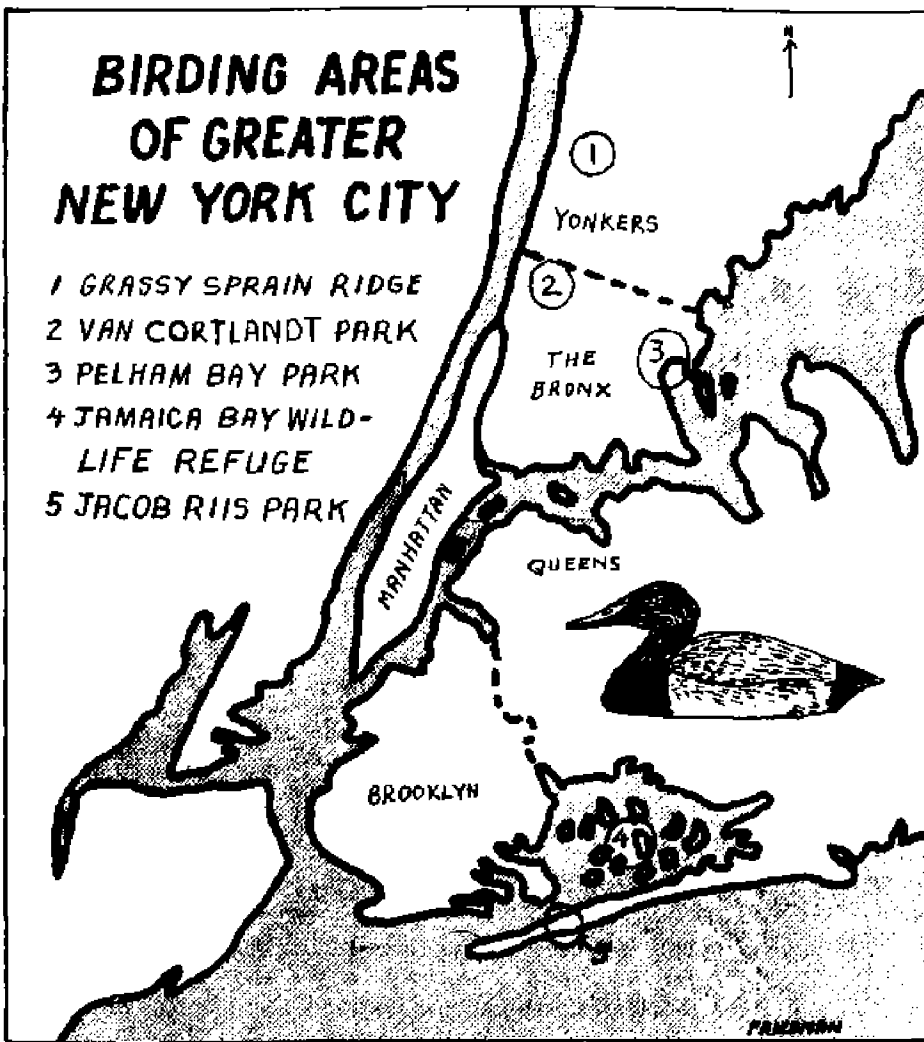 BIRDING AREAS
OF GREATER
NEW YORK CITY
1 GRASSY SPRAIN RIDGE
2 VAN CORTLANDT PARK
3 PELHAM BAY PARK
4 JAMAICA BAY WILD-
LIFE REFUGE
5 JACOB RIIS PARK
N
1
YONKERS
2
3
THE
BRONX
MANHATTAN
QUEENS
BROOKLYN
4
5